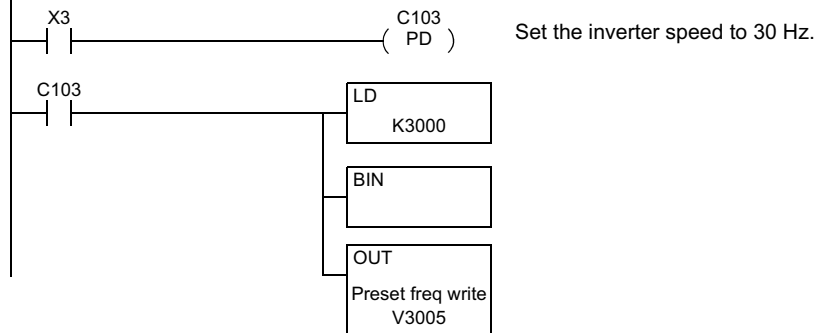 X3
C103
PD
Set the inverter speed to 30 Hz.
C103
LD
K3000
BIN
OUT
Preset freq write
V3005